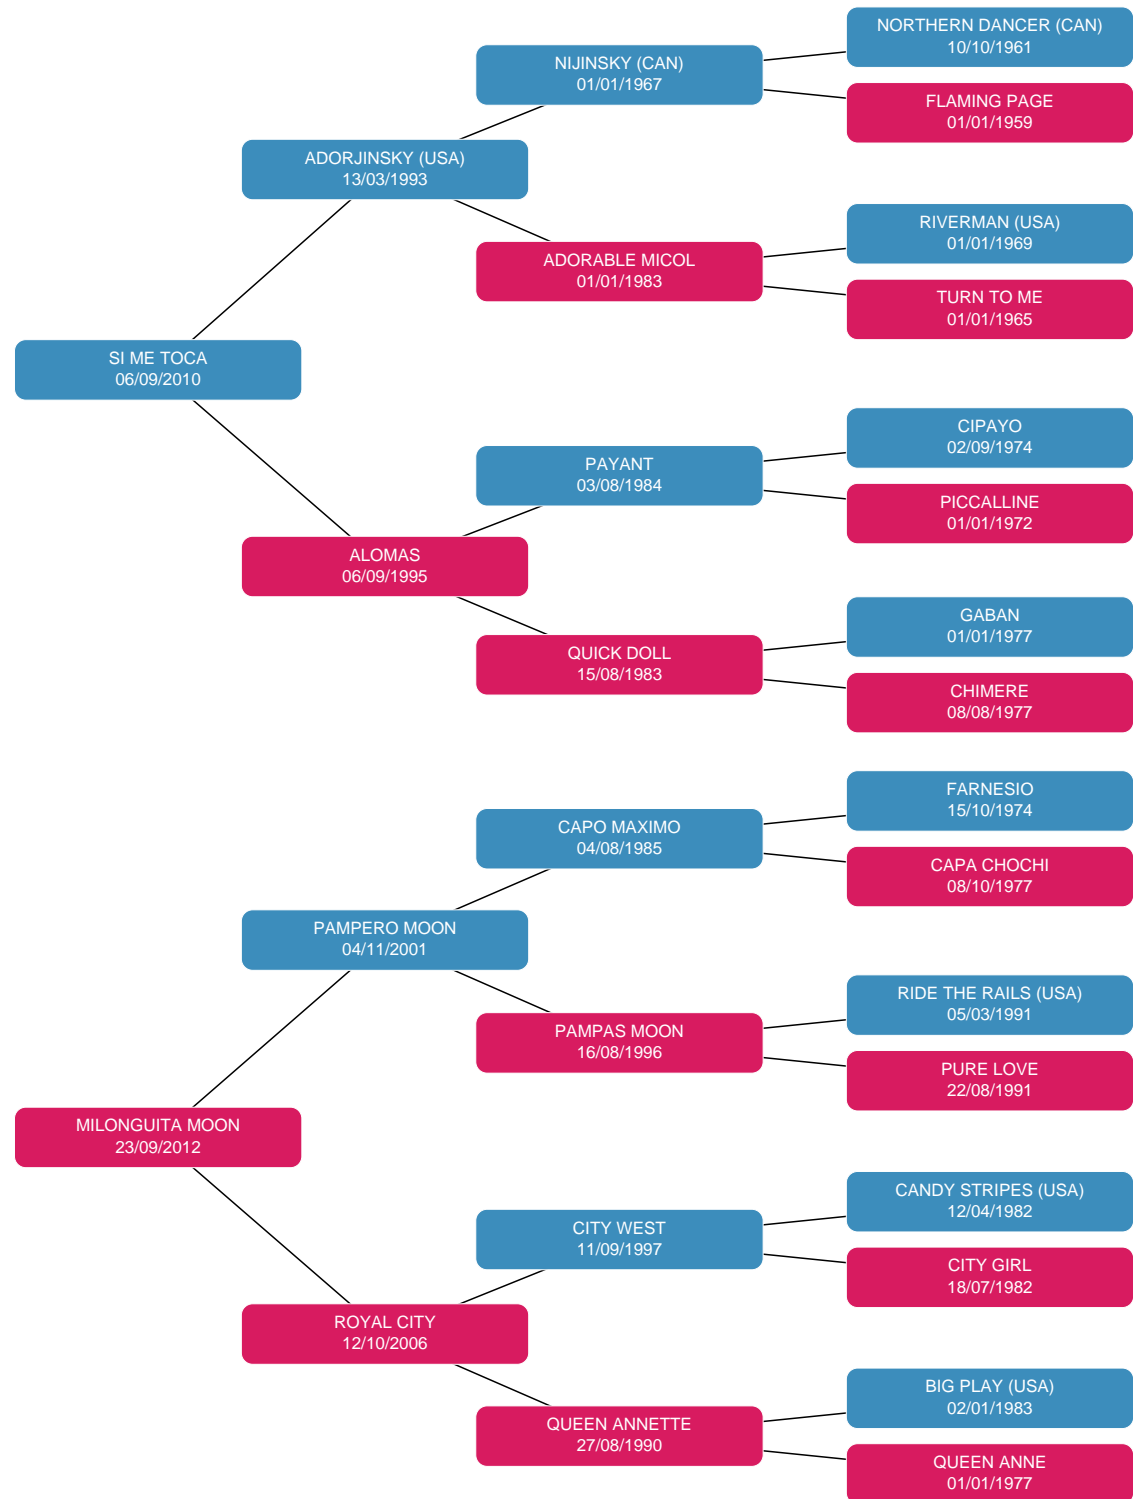 NORTHERN DANCER (CAN)
10/10/1961
NIJINSKY (CAN)
01/01/1967
FLAMING PAGE
01/01/1959
ADORJINSKY (USA)
13/03/1993
RIVERMAN (USA)
01/01/1969
ADORABLE MICOL
01/01/1983
TURN TO ME
01/01/1965
SI ME TOCA
06/09/2010
CIPAYO
02/09/1974
PAYANT
03/08/1984
PICCALLINE
01/01/1972
ALOMAS
06/09/1995
GABAN
01/01/1977
QUICK DOLL
15/08/1983
CHIMERE
08/08/1977
FARNESIO
15/10/1974
CAPO MAXIMO
04/08/1985
CAPA CHOCHI
08/10/1977
PAMPERO MOON
04/11/2001
RIDE THE RAILS (USA)
05/03/1991
PAMPAS MOON
16/08/1996
PURE LOVE
22/08/1991
MILONGUITA MOON
23/09/2012
CANDY STRIPES (USA)
12/04/1982
CITY WEST
11/09/1997
CITY GIRL
18/07/1982
ROYAL CITY
12/10/2006
BIG PLAY (USA)
02/01/1983
QUEEN ANNETTE
27/08/1990
QUEEN ANNE
01/01/1977